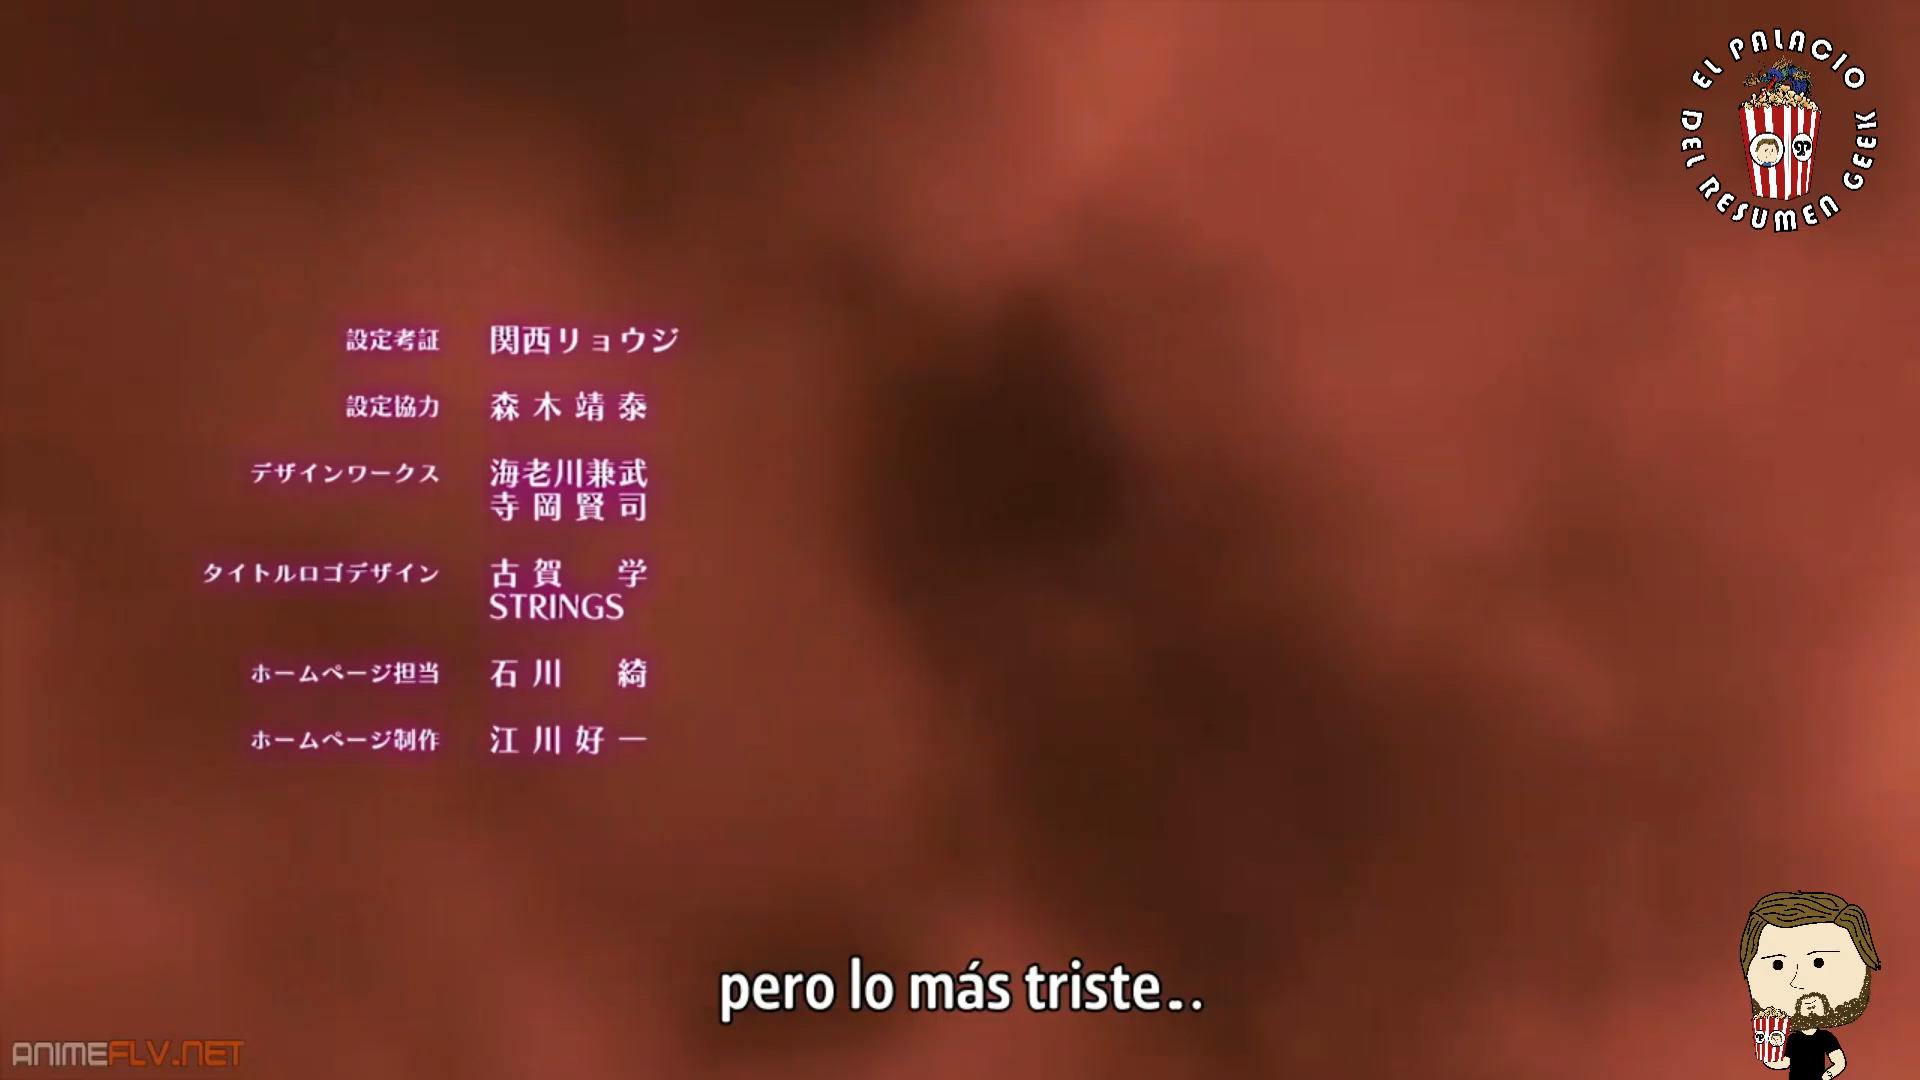 EL PALACIO
DEL RESUMEN GEEK
設定考証 関西リョウジ
設定協力 森木靖泰
デザインワークス 海老川兼武
寺岡賢司
タイトルロゴデザイン 古賀 学
STRINGS
ホームページ担当 石川 綺
ホームページ制作 江川好一
pero lo más triste...
ANIMEFLV.NET